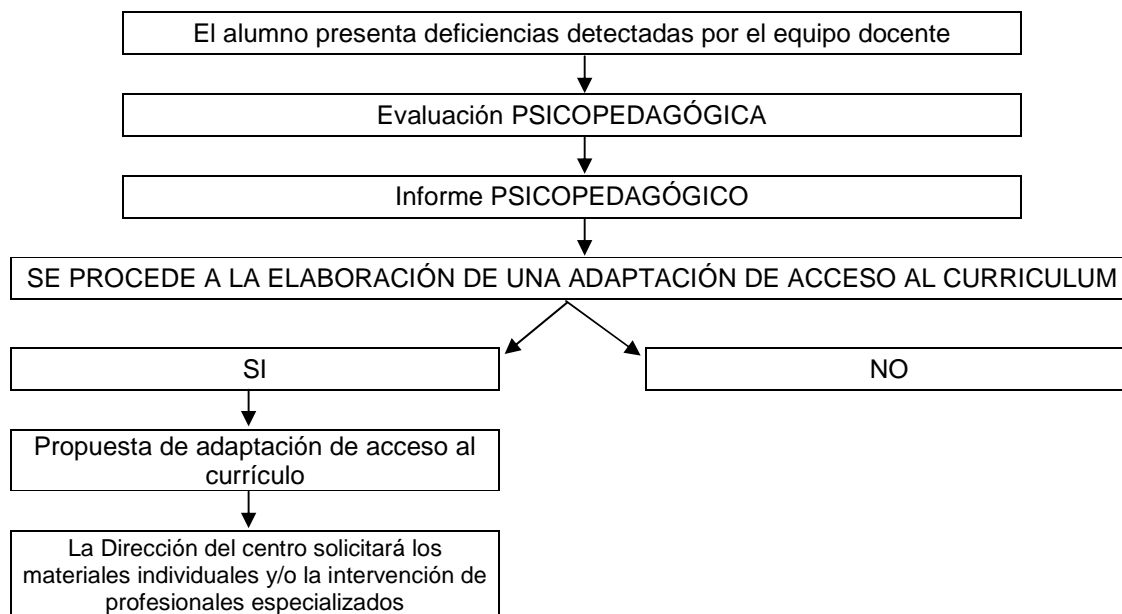 El alumno presenta deficiencias detectadas por el equipo docente
Evaluación PSICOPEDAGÓGICA
Informe PSICOPEDAGÓGICO
SE PROCEDE A LA ELABORACIÓN DE UNA ADAPTACIÓN DE ACCESO AL CURRICULUM
SI
NO
Propuesta de adaptación de acceso al
currículo
La Dirección del centro solicitará los
materiales individuales y/o la intervención de
profesionales especializados